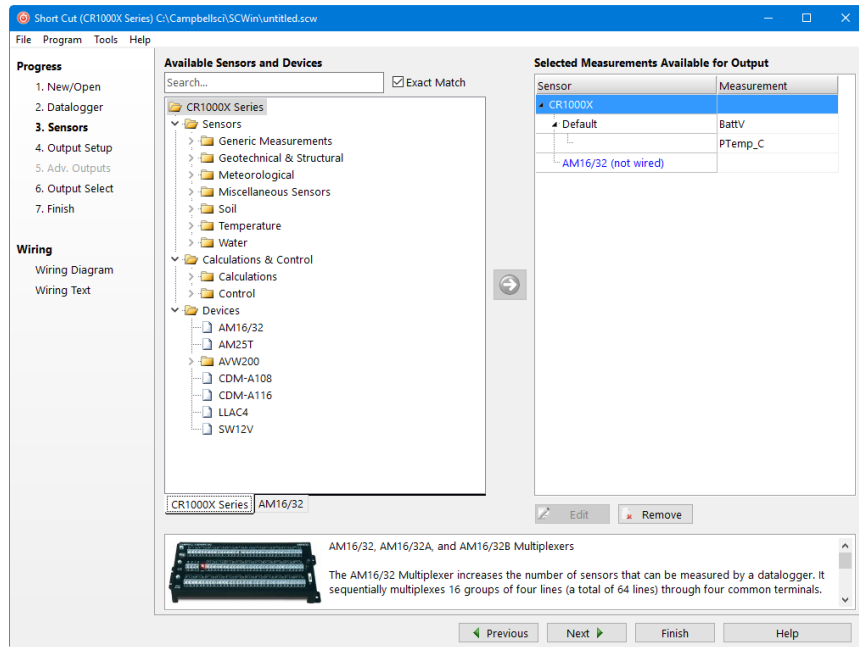 Short Cut (CR1000X Series) C:\Campbellsci\SCWin\untitled.scw
File Program Tools Help
Progress
1. New/Open
2. Datalogger
3. Sensors
4. Output Setup
5. Adv. Outputs
6. Output Select
7. Finish
Wiring
Wiring Diagram
Wiring Text
Available Sensors and Devices
Search...
Exact Match
CR1000X Series
Sensors
Generic Measurements
Geotechnical & Structural
Meteorological
Miscellaneous Sensors
Soil
Temperature
Water
Calculations & Control
Calculations
Control
Devices
AM16/32
AM25T
AVW200
CDM-A108
CDM-A116
LLAC4
SW12V
CR1000X Series AM16/32
Selected Measurements Available for Output
Sensor Measurement
CR1000X
Default BattV
PTemp_C
AM16/32 (not wired)
Edit Remove
AM16/32, AM16/32A, and AM16/32B Multiplexers
The AM16/32 Multiplexer increases the number of sensors that can be measured by a datalogger. It
sequentially multiplexes 16 groups of four lines (a total of 64 lines) through four common terminals.
Previous Next Finish Help